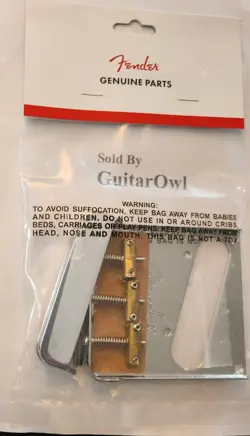 Fender
GENUINE PARTS
Sold By
GuitarOwl
WARNING:
TO AVOID SUFFOCATION, KEEP BAG AWAY FROM BABIES
AND CHILDREN. DO NOT USE IN OR AROUND CRIBS
BEDS, CARRIAGES OR PLAY PENS. KEEP BAG AWAY FROM
HEAD, NOSE AND MOUTH. THIS BAG IS NOT A TOY